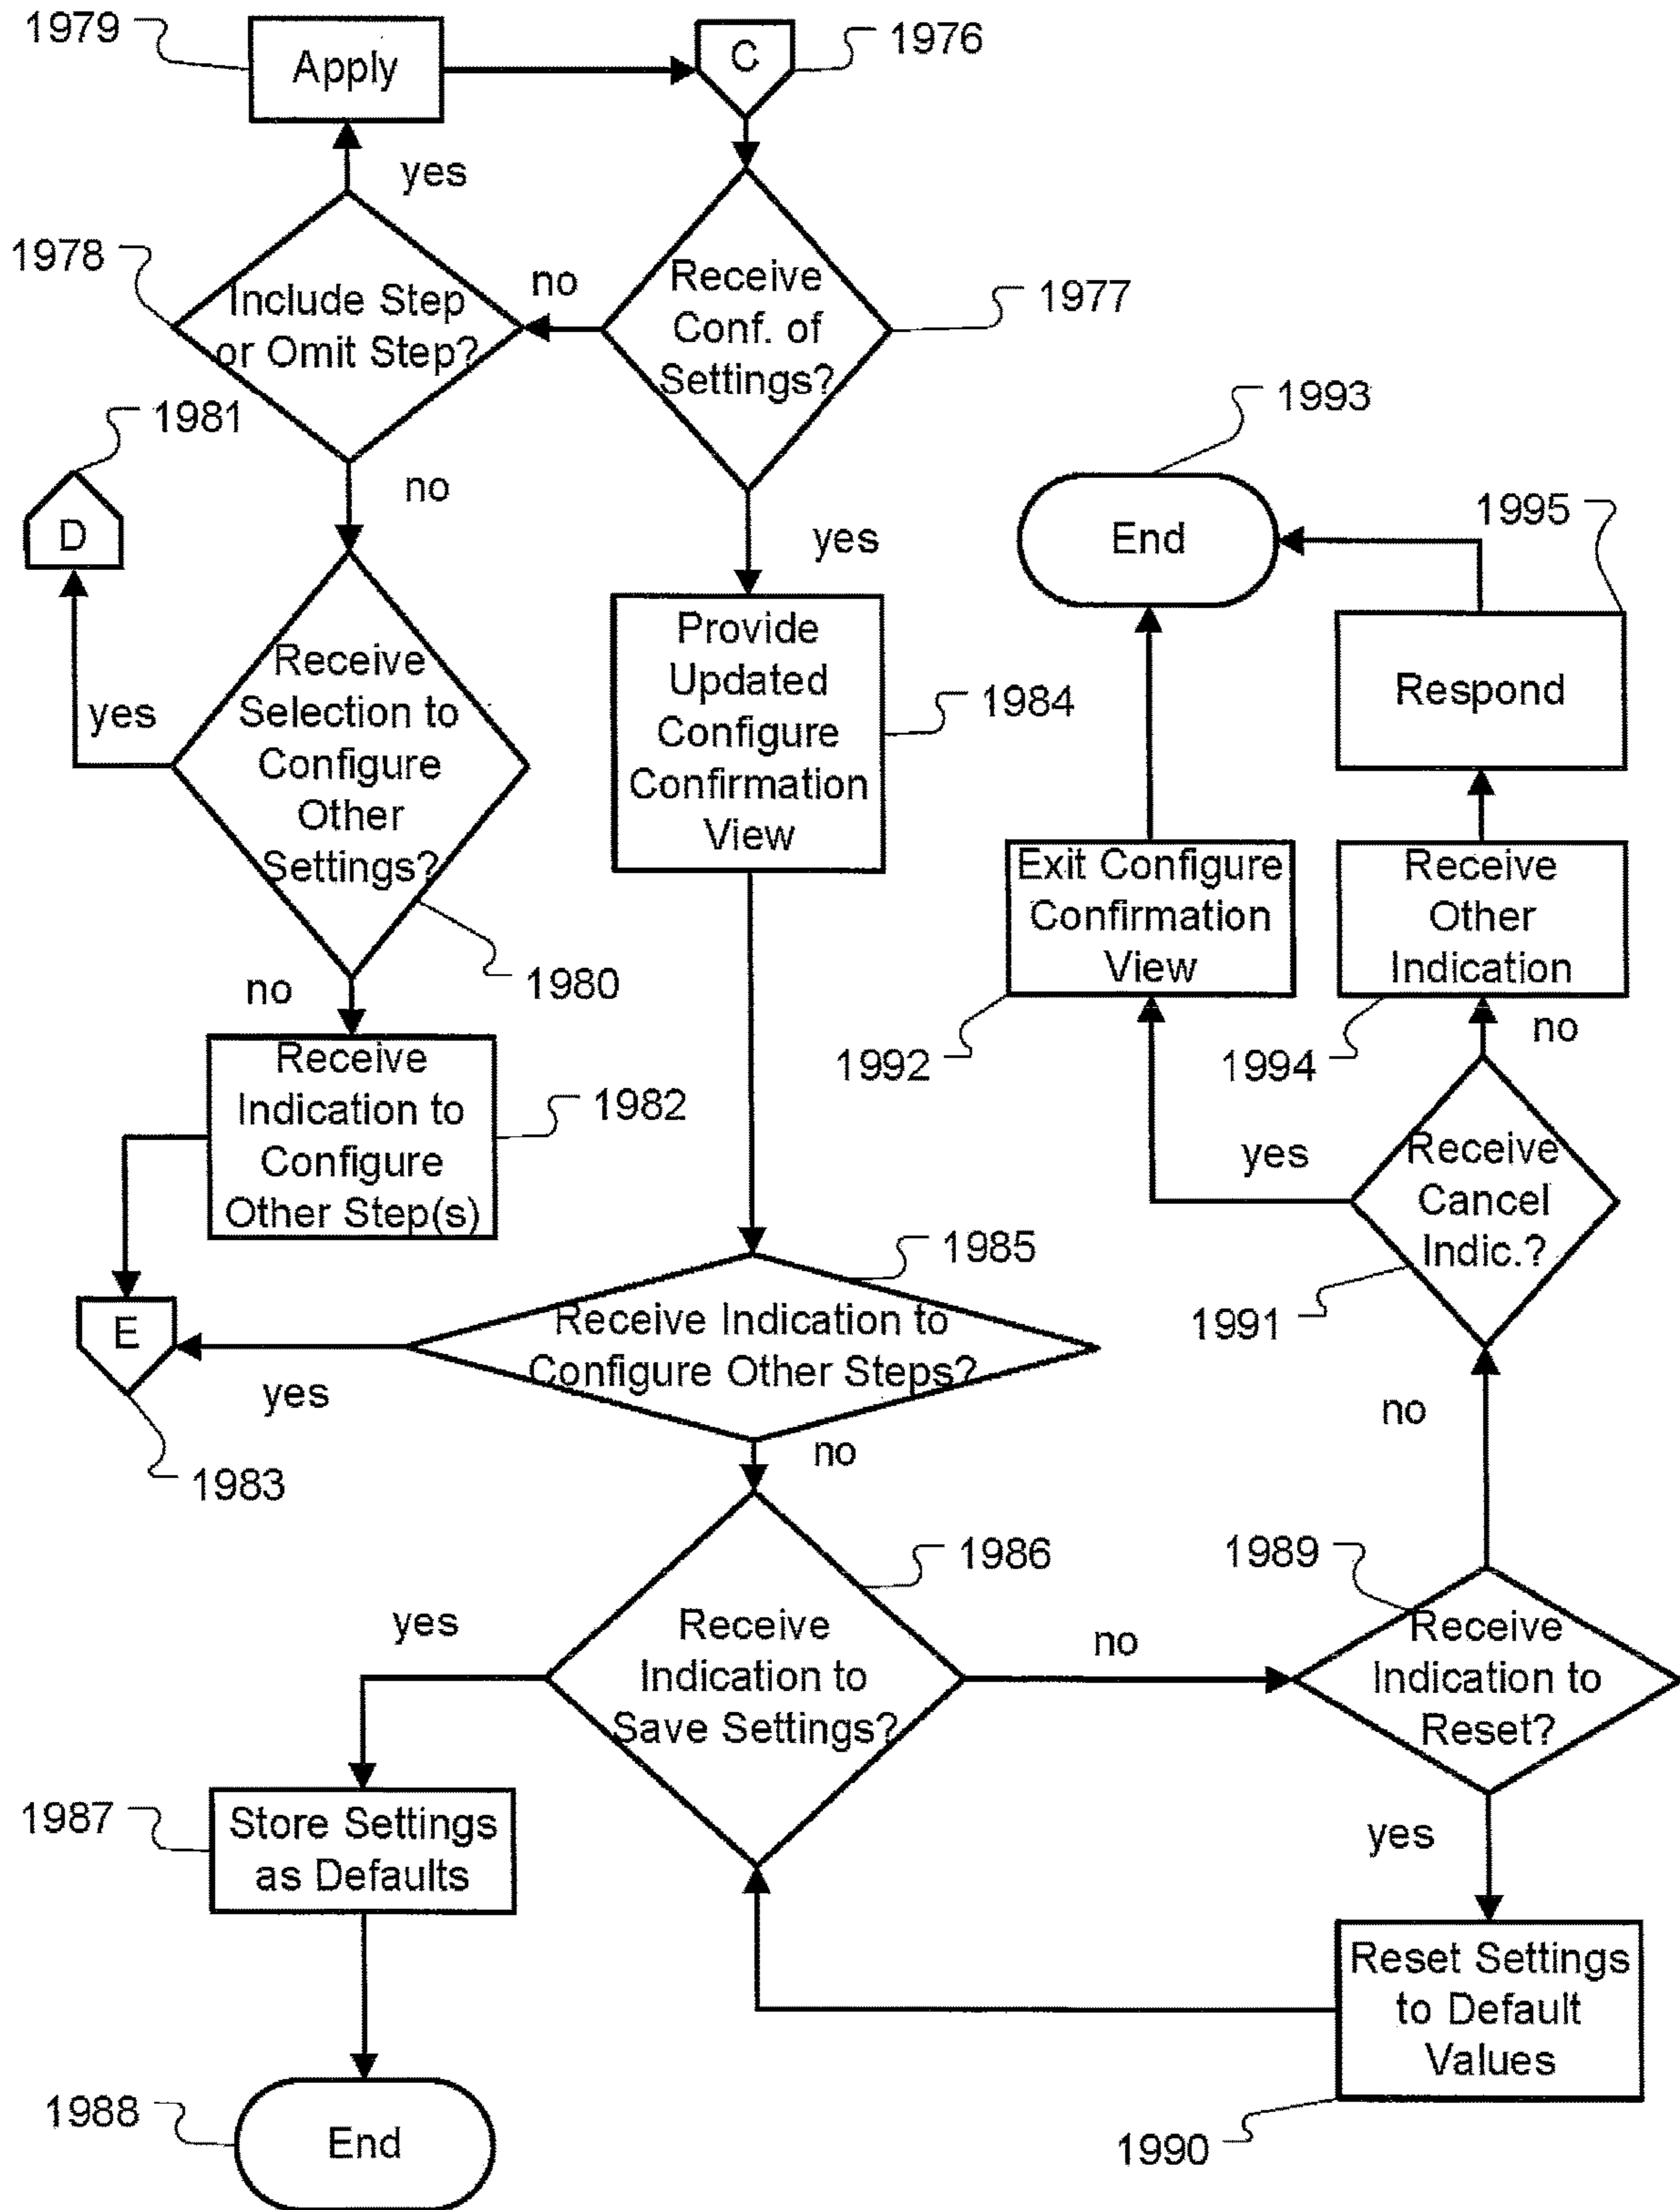 1979
Apply
C
1976
yes
1978
Include Step
or Omit Step?
no
Receive
Conf. of
Settings?
1977
1981
D
no
yes
1993
End
1995
Respond
Receive
Selection to
Configure
Other
Settings?
yes
1980
no
Provide
Updated
Configure
Confirmation
View
1984
Exit Configure
Confirmation
View
1992
Receive
Other
Indication
1994
no
Receive
Indication to
Configure
Other Step(s)
1982
yes
Receive
Cancel
Indic.?
1991
E
1983
yes
1985
Receive Indication to
Configure Other Steps?
no
no
1986
Receive
Indication to
Save Settings?
yes
no
1989
Receive
Indication to
Reset?
yes
1987
Store Settings
as Defaults
Reset Settings
to Default
Values
1990
1988
End